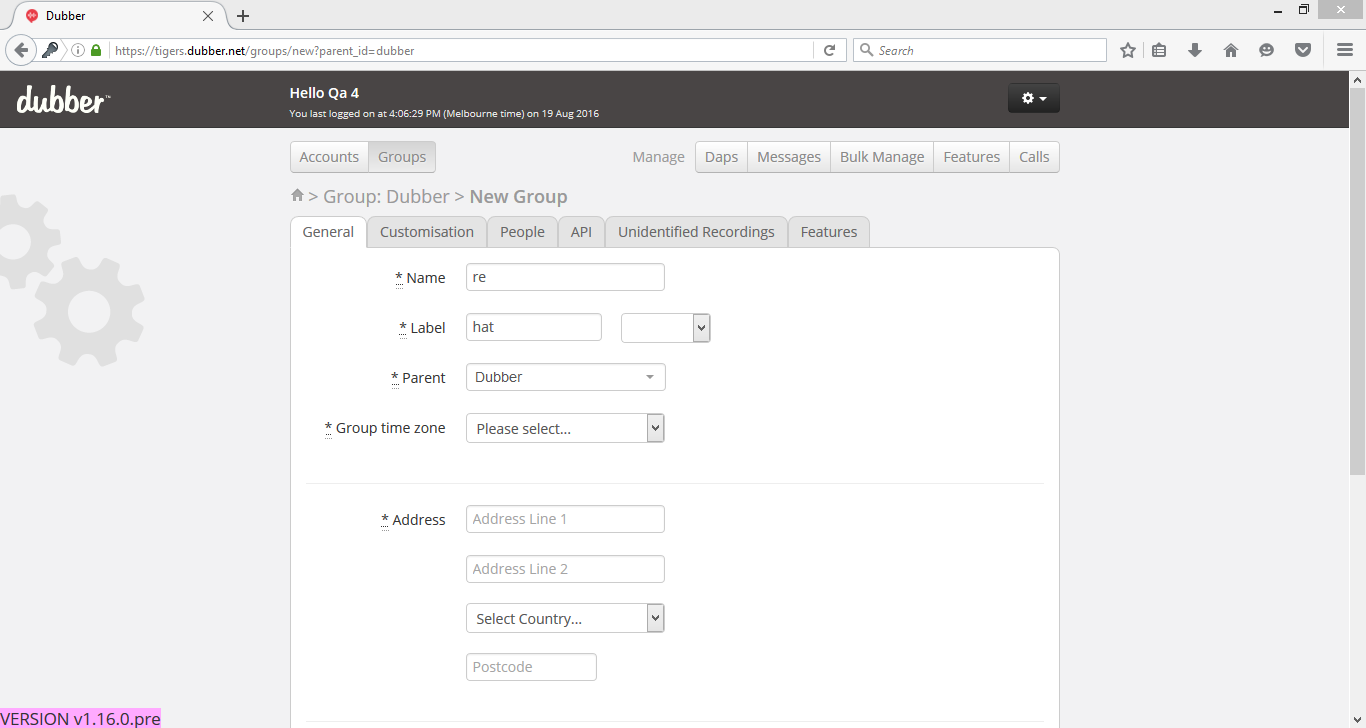 Dubber
https://tigers.dubber.net/groups/new?parent_id=dubber
Search
dubber™
Hello Qa 4
You last logged on at 4:06:29 PM (Melbourne time) on 19 Aug 2016
Accounts Groups Manage Daps Messages Bulk Manage Features Calls
> Group: Dubber > New Group
General Customisation People API Unidentified Recordings Features
* Name re
* Label hat
* Parent Dubber
* Group time zone Please select...
* Address Address Line 1
Address Line 2
Select Country...
Postcode
VERSION v1.16.0.pre